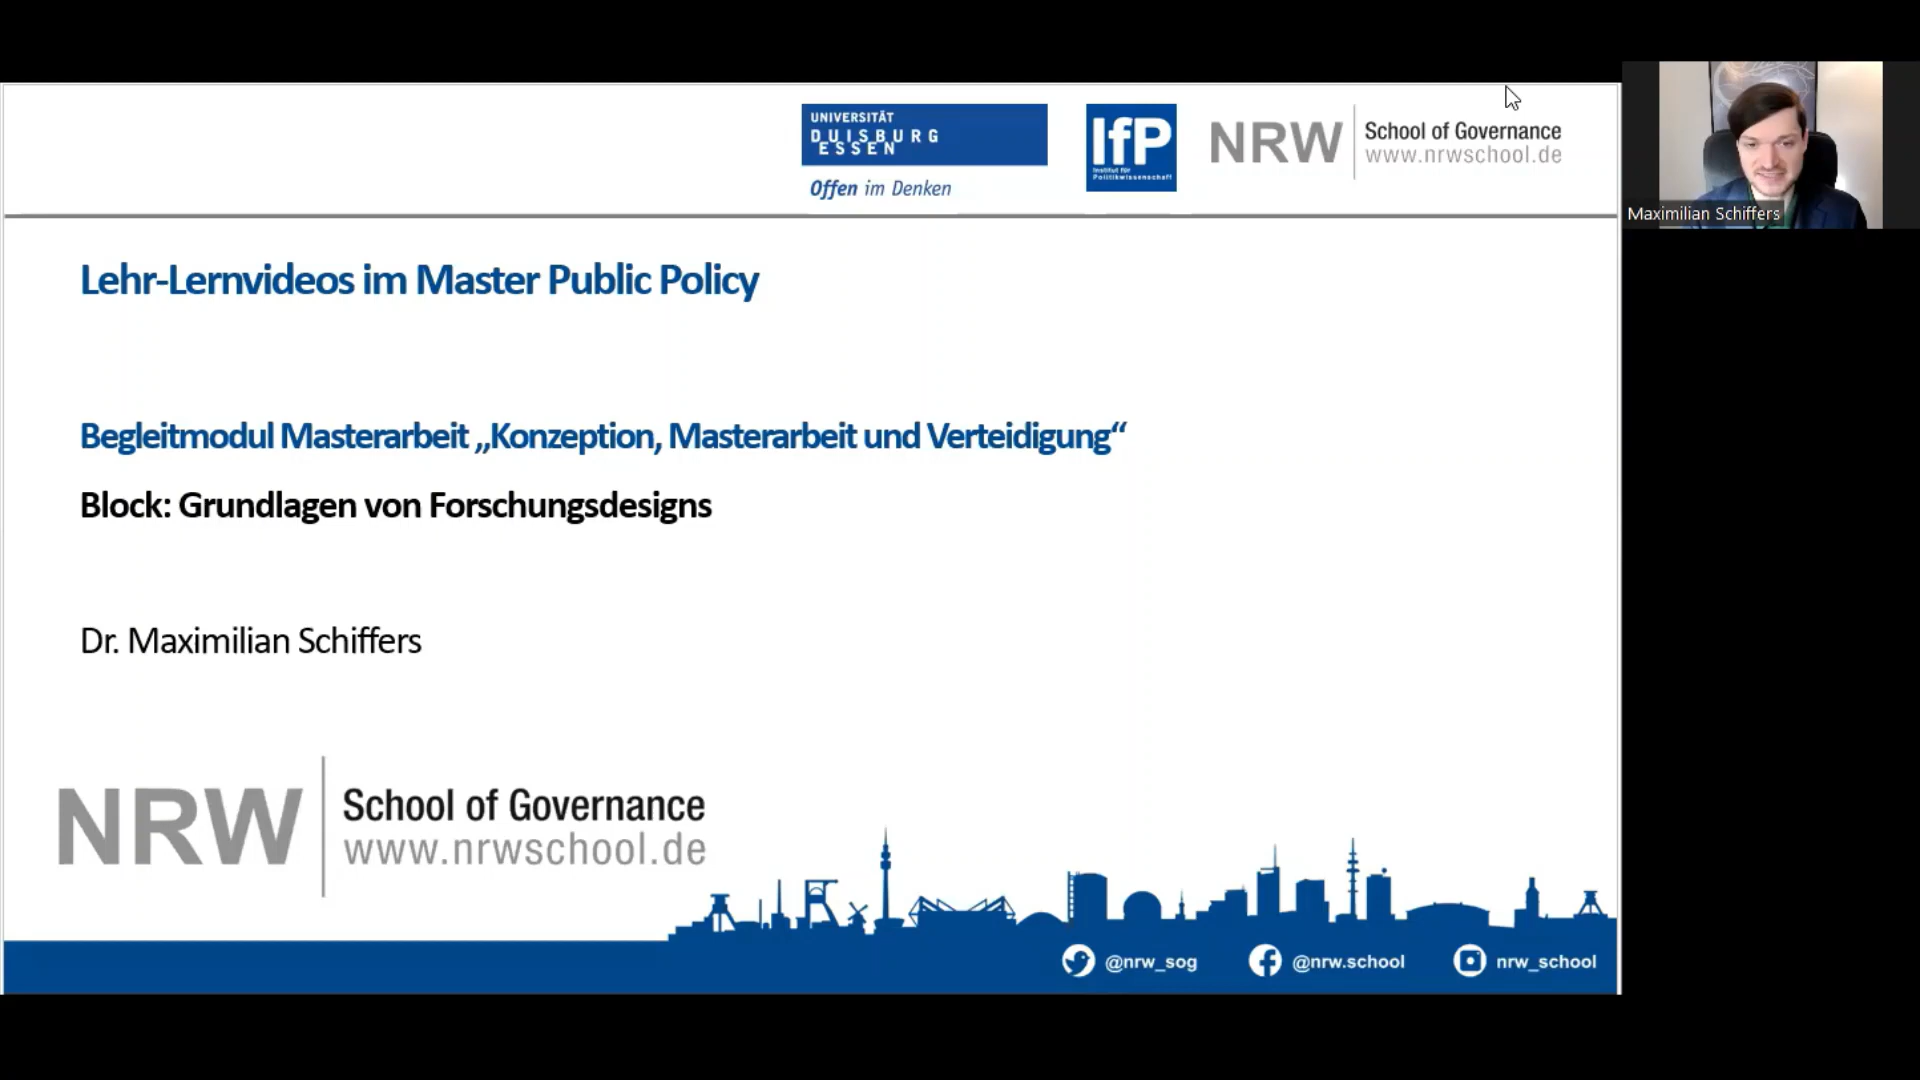 UNIVERSITÄT
DUISBURG
ESSEN
Offen im Denken
IfP
Institut für
Politikwissenschaft
NRW
School of Governance
www.nrwschool.de
Maximilian Schiffers
Lehr-Lernvideos im Master Public Policy
Begleitmodul Masterarbeit „Konzeption, Masterarbeit und Verteidigung“
Block: Grundlagen von Forschungsdesigns
Dr. Maximilian Schiffers
NRW
School of Governance
www.nrwschool.de
@nrw_sog
@nrw.school
nrw_school